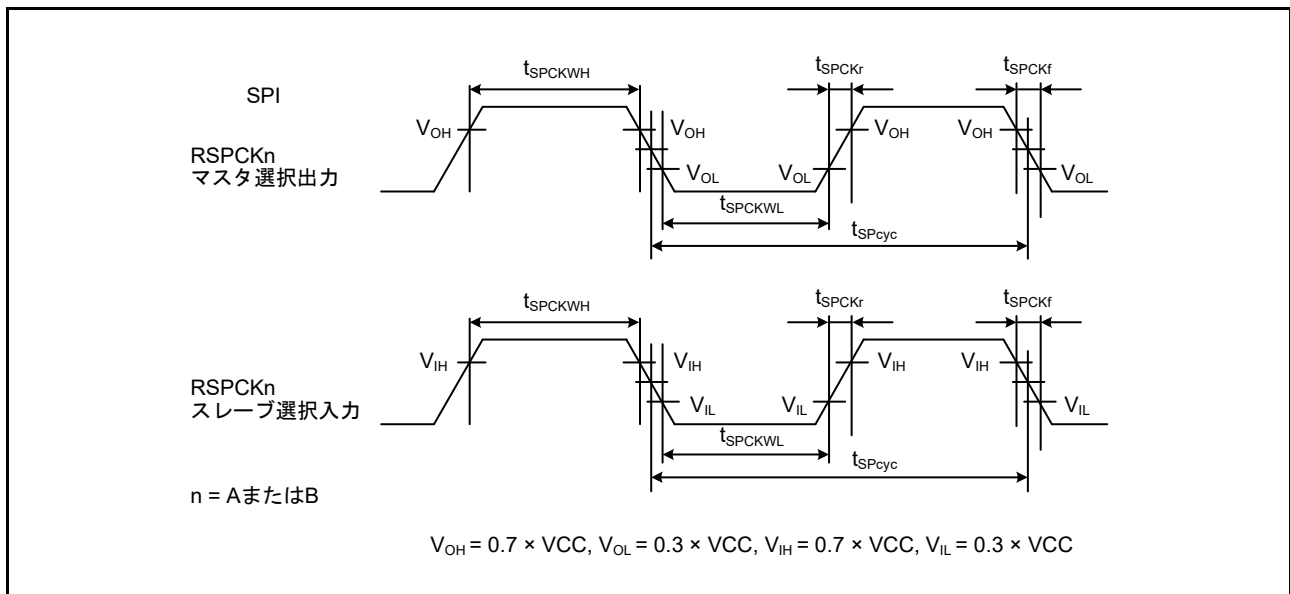 SPI
RSPCKn
マスタ選択出力
tSPCKWH
tSPCKr
tSPCKf
VOH
VOH
VOH
VOH
VOL
VOL
VOL
tSPCKWL
tSPcyc
RSPCKn
スレーブ選択入力
tSPCKWH
tSPCKr
tSPCKf
VIH
VIH
VIH
VIH
VIL
VIL
VIL
tSPCKWL
tSPcyc
n = AまたはB
VOH = 0.7 × VCC, VOL = 0.3 × VCC, VIH = 0.7 × VCC, VIL = 0.3 × VCC